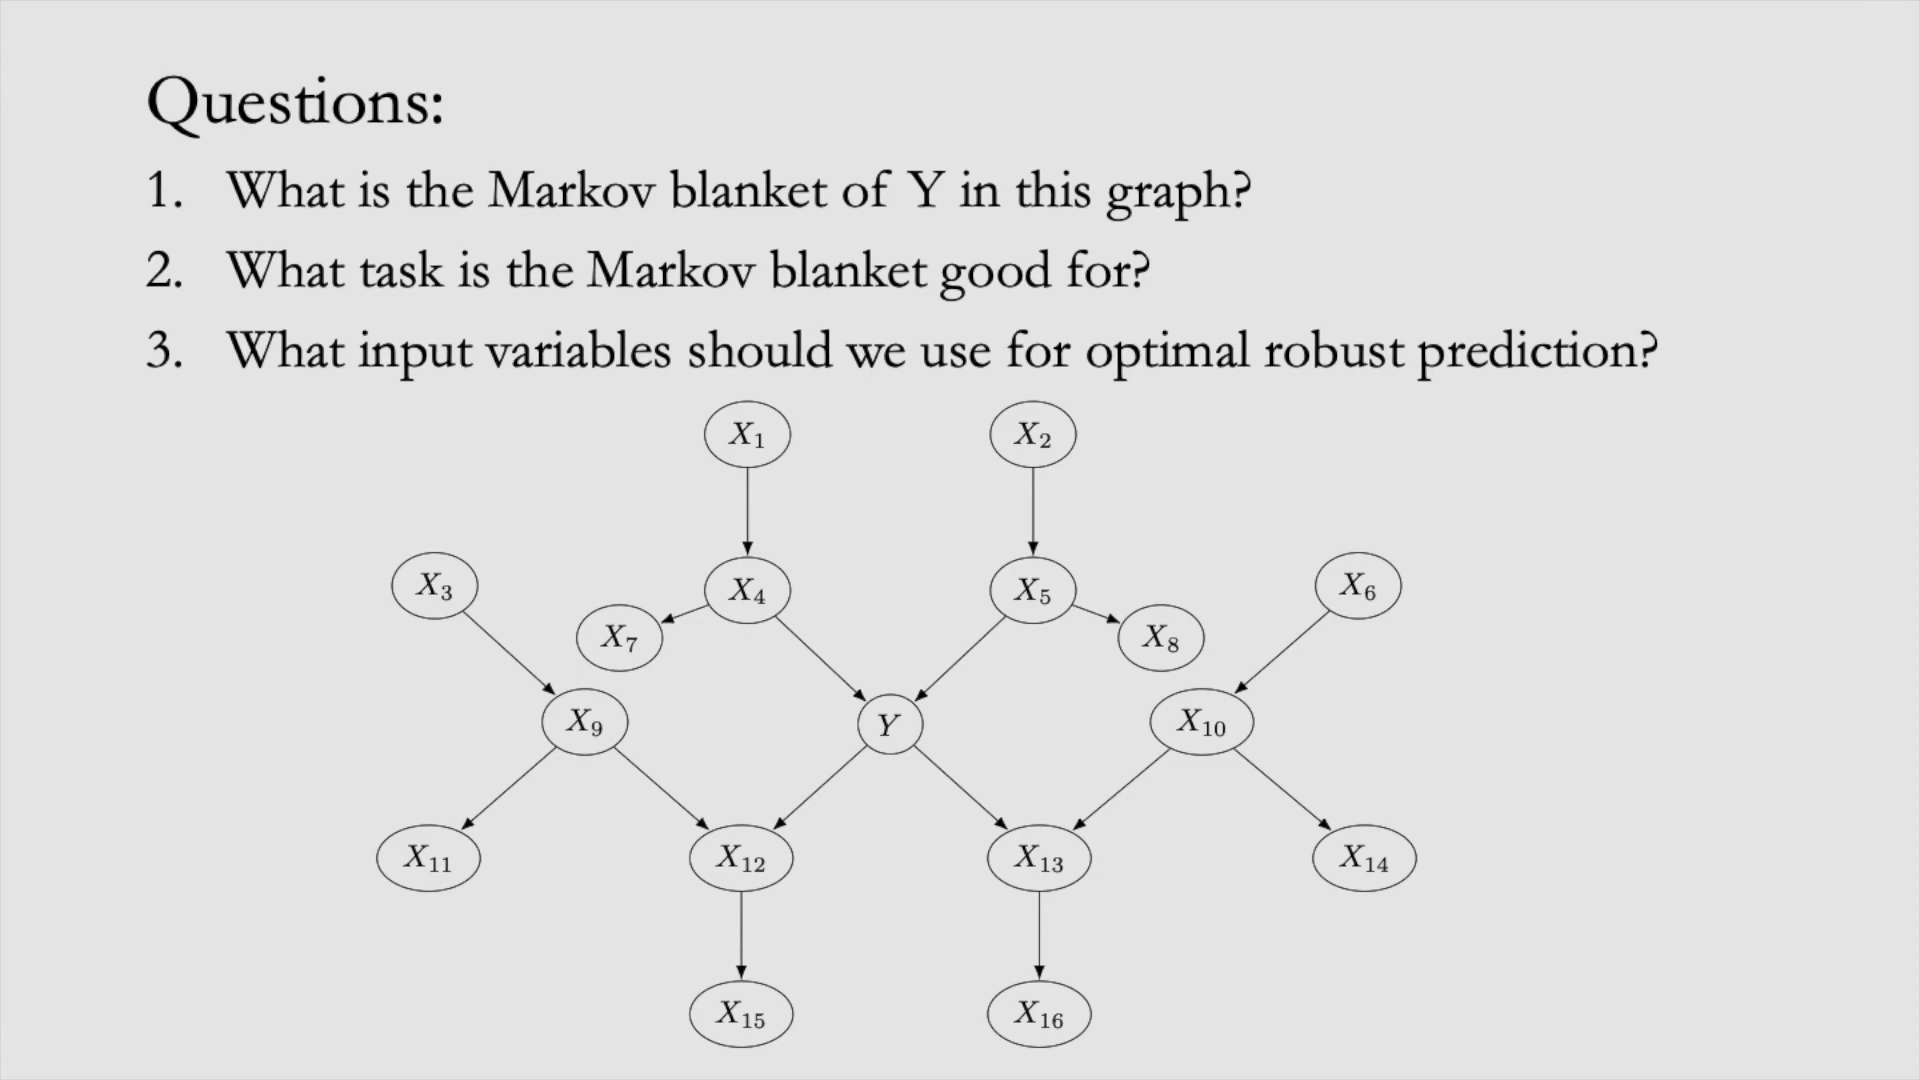 Questions:
1. What is the Markov blanket of Y in this graph?
2. What task is the Markov blanket good for?
3. What input variables should we use for optimal robust prediction?
X₁ X₂
X₃ X₄ X₅ X₆
X₇ X₈
X₉ Y X₁₀
X₁₁ X₁₂ X₁₃ X₁₄
X₁₅ X₁₆